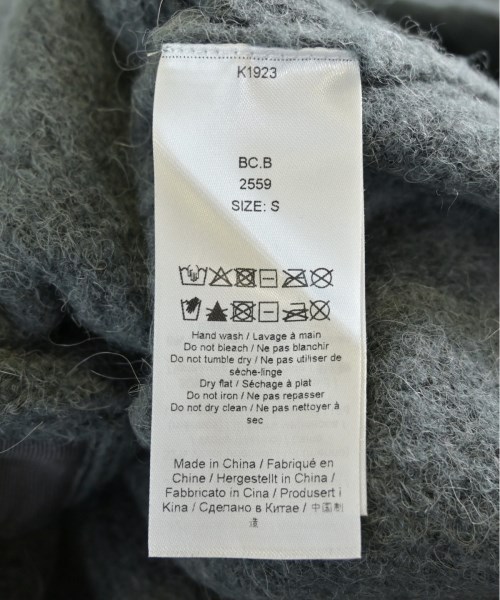 K1923
BC.B
2559
SIZE: S
Hand wash / Lavage à main
Do not bleach / Ne pas blanchir
Do not tumble dry / Ne pas utiliser de
sèche-linge
Dry flat / Séchage à plat
Do not iron / Ne pas repasser
Do not dry clean / Ne pas nettoyer à
sec
Made in China / Fabriqué en
Chine / Hergestellt in China /
Fabbricato in Cina / Produsert i
Kina / Сделано в Китае / 中国制
造